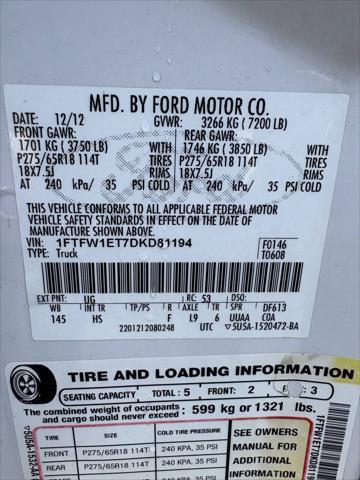 MFD. BY FORD MOTOR CO.
DATE: 12/12 GVWR: 3266 KG (7200 LB)
FRONT GAWR: REAR GAWR:
1701 KG (3750 LB) WITH 1746 KG (3850 LB) WITH
P275/65R18 114T TIRES P275/65R18 114T TIRES
18X7.5J RIMS 18X7.5J RIMS
AT 240 kPa/ 35 PSI COLD AT 240 kPa/ 35 PSI COLD
THIS VEHICLE CONFORMS TO ALL APPLICABLE FEDERAL MOTOR
VEHICLE SAFETY STANDARDS IN EFFECT ON THE DATE OF
MANUFACTURE SHOWN ABOVE.
VIN: 1FTFW1ET7DKD81194 F0146
TYPE: Truck T0608
EXT PNT: UG RC: 53 DF613
WB INT TR TP/PS R AXLE TR SPR
145 HS F L9 6 UUAA COA
2201212080248 UTC ▽5U5A-1520472-BA
TIRE AND LOADING INFORMATION
SEATING CAPACITY TOTAL : 5 FRONT: 2 : 3
The combined weight of occupants
and cargo should never exceed : 599 kg or 1321 lbs.
TIRE SIZE COLD TIRE PRESSURE SEE OWNERS
FRONT P275/65R18 114T 240 KPA, 35 PSI MANUAL FOR
REAR P275/65R18 114T 240 KPA, 35 PSI ADDITIONAL
240 KPA, 35 PSI INFORMATION